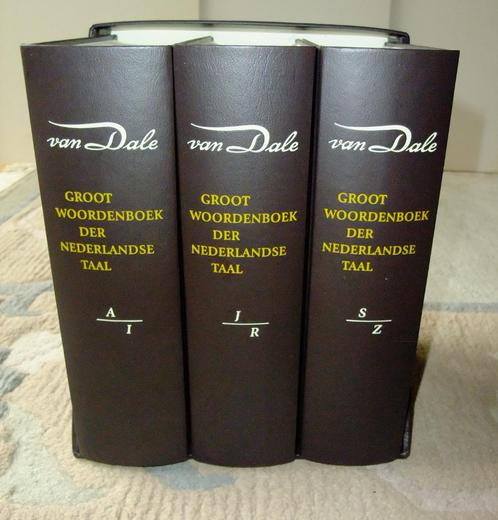 van Dale
GROOT
WOORDENBOEK
DER
NEDERLANDSE
TAAL
A
I
van Dale
GROOT
WOORDENBOEK
DER
NEDERLANDSE
TAAL
J
R
van Dale
GROOT
WOORDENBOEK
DER
NEDERLANDSE
TAAL
S
Z